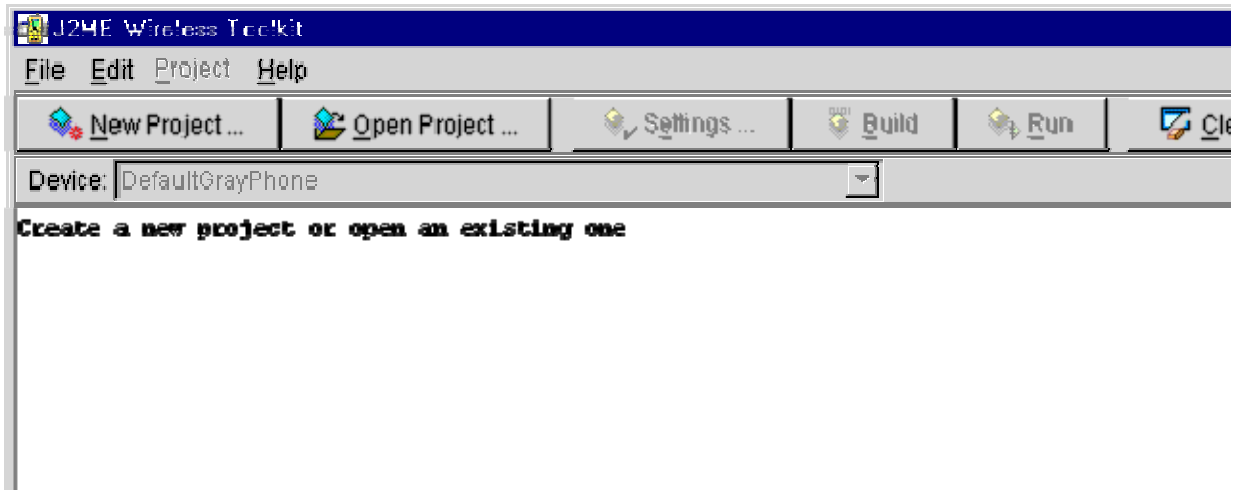 J2ME Wireless Toolkit
File Edit Project Help
New Project ... Open Project ... Settings ... Build Run Cle
Device: DefaultGrayPhone
Create a new project or open an existing one